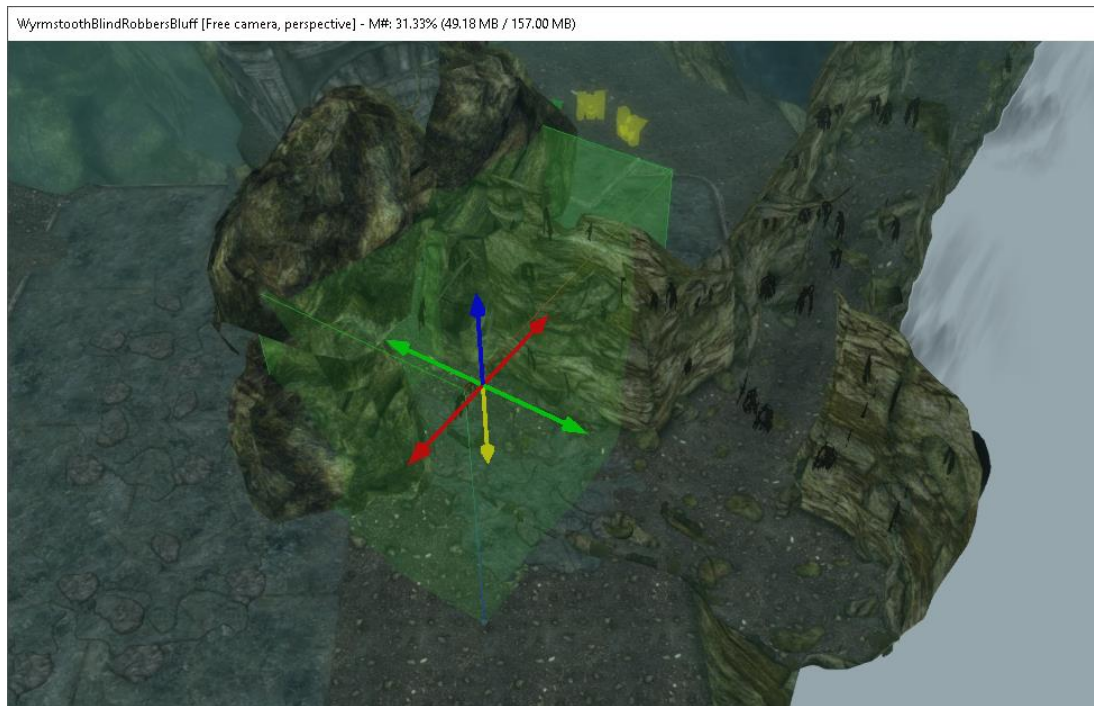 WyrmstoothBlindRobbersBluff [Free camera, perspective] - M#: 31.33% (49.18 MB / 157.00 MB)